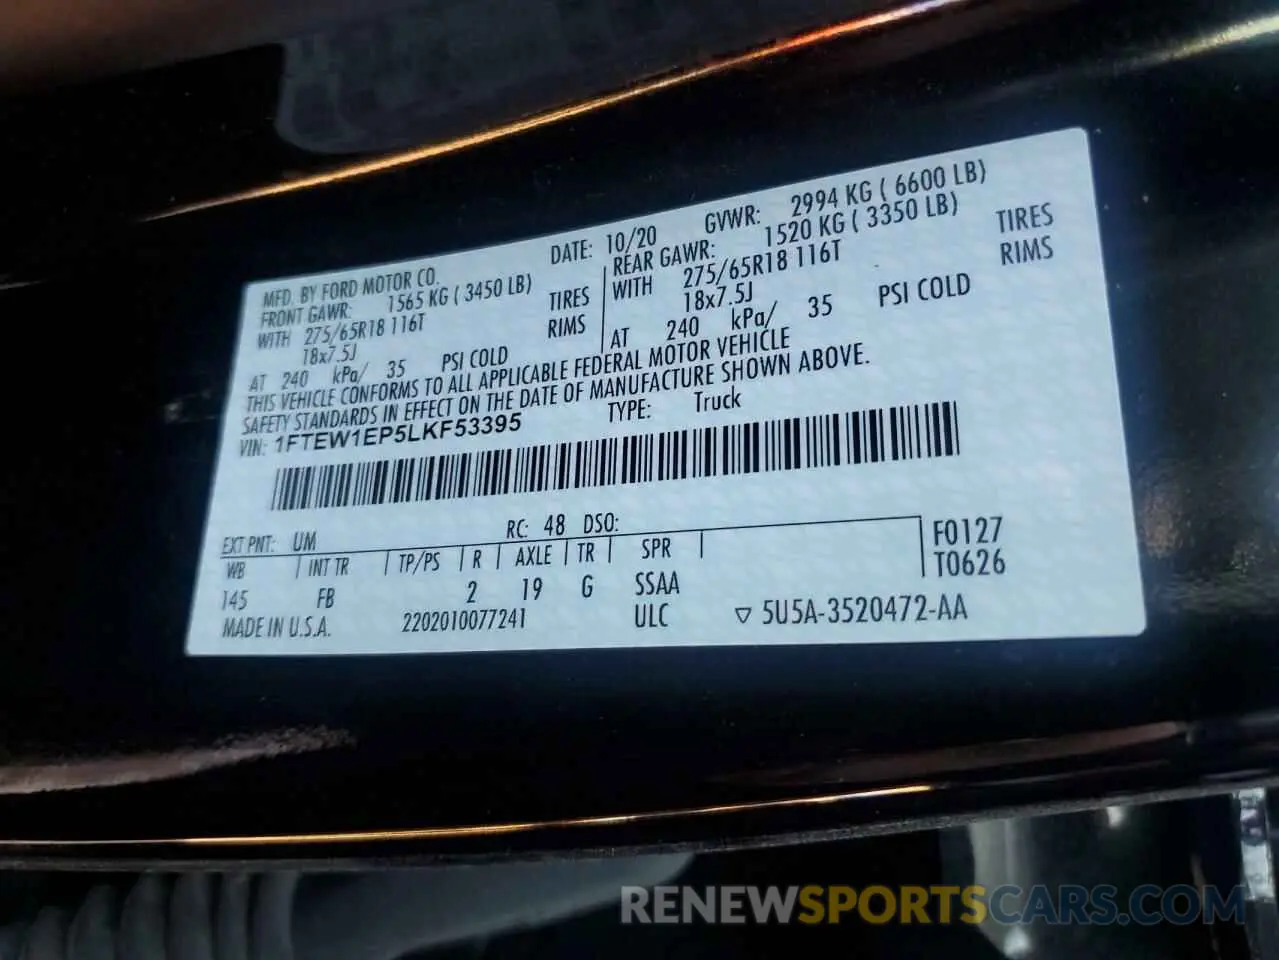 MFD. BY FORD MOTOR CO. DATE: 10/20 GVWR: 2994 KG ( 6600 LB)
FRONT GAWR: 1565 KG ( 3450 LB) REAR GAWR: 1520 KG ( 3350 LB)
WITH 275/65R18 116T TIRES WITH 275/65R18 116T TIRES
18x7.5J RIMS 18x7.5J RIMS
AT 240 kPa/ 35 PSI COLD AT 240 kPa/ 35 PSI COLD
THIS VEHICLE CONFORMS TO ALL APPLICABLE FEDERAL MOTOR VEHICLE
SAFETY STANDARDS IN EFFECT ON THE DATE OF MANUFACTURE SHOWN ABOVE.
VIN: 1FTEW1EP5LKF53395 TYPE: Truck
EXT PNT: UM RC: 48 DSO:
WB INT TR TP/PS R AXLE TR SPR F0127
145 FB 2 19 G SSAA T0626
MADE IN U.S.A. 2202010077241 ULC ▽ 5U5A-3520472-AA
RENEWSPORTSCARS.COM